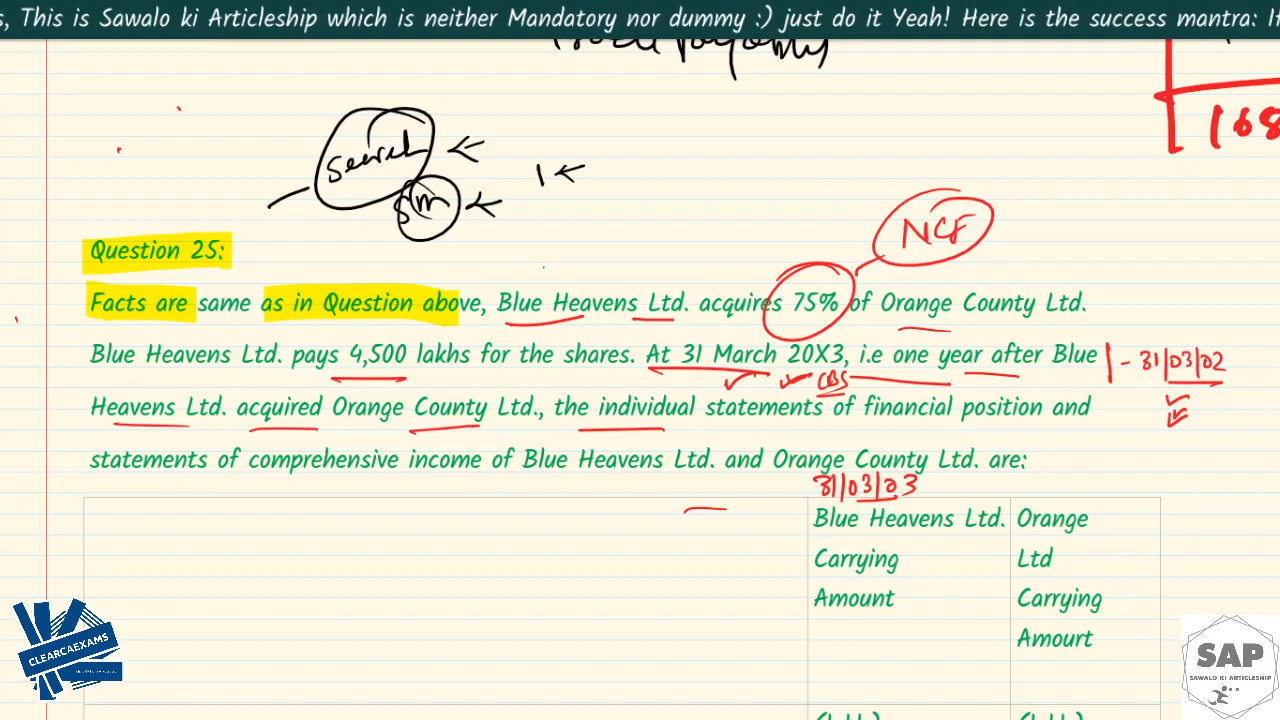 s, This is Sawalo ki Articleship which is neither Mandatory nor dummy :) just do it Yeah! Here is the success mantra: If
168
Search
Sm
1
NCF
Question 25:
Facts are same as in Question above, Blue Heavens Ltd. acquires 75% of Orange County Ltd.
Blue Heavens Ltd. pays 4,500 lakhs for the shares. At 31 March 20X3, i.e one year after Blue
1 - 31/03/02
CBS
Heavens Ltd. acquired Orange County Ltd., the individual statements of financial position and
statements of comprehensive income of Blue Heavens Ltd. and Orange County Ltd. are:
31/03/03
Blue Heavens Ltd. Orange
Carrying Ltd
Amount Carrying
Amourt
CLEARCAEXAMS
SAP
SAWALO KI ARTICLESHIP